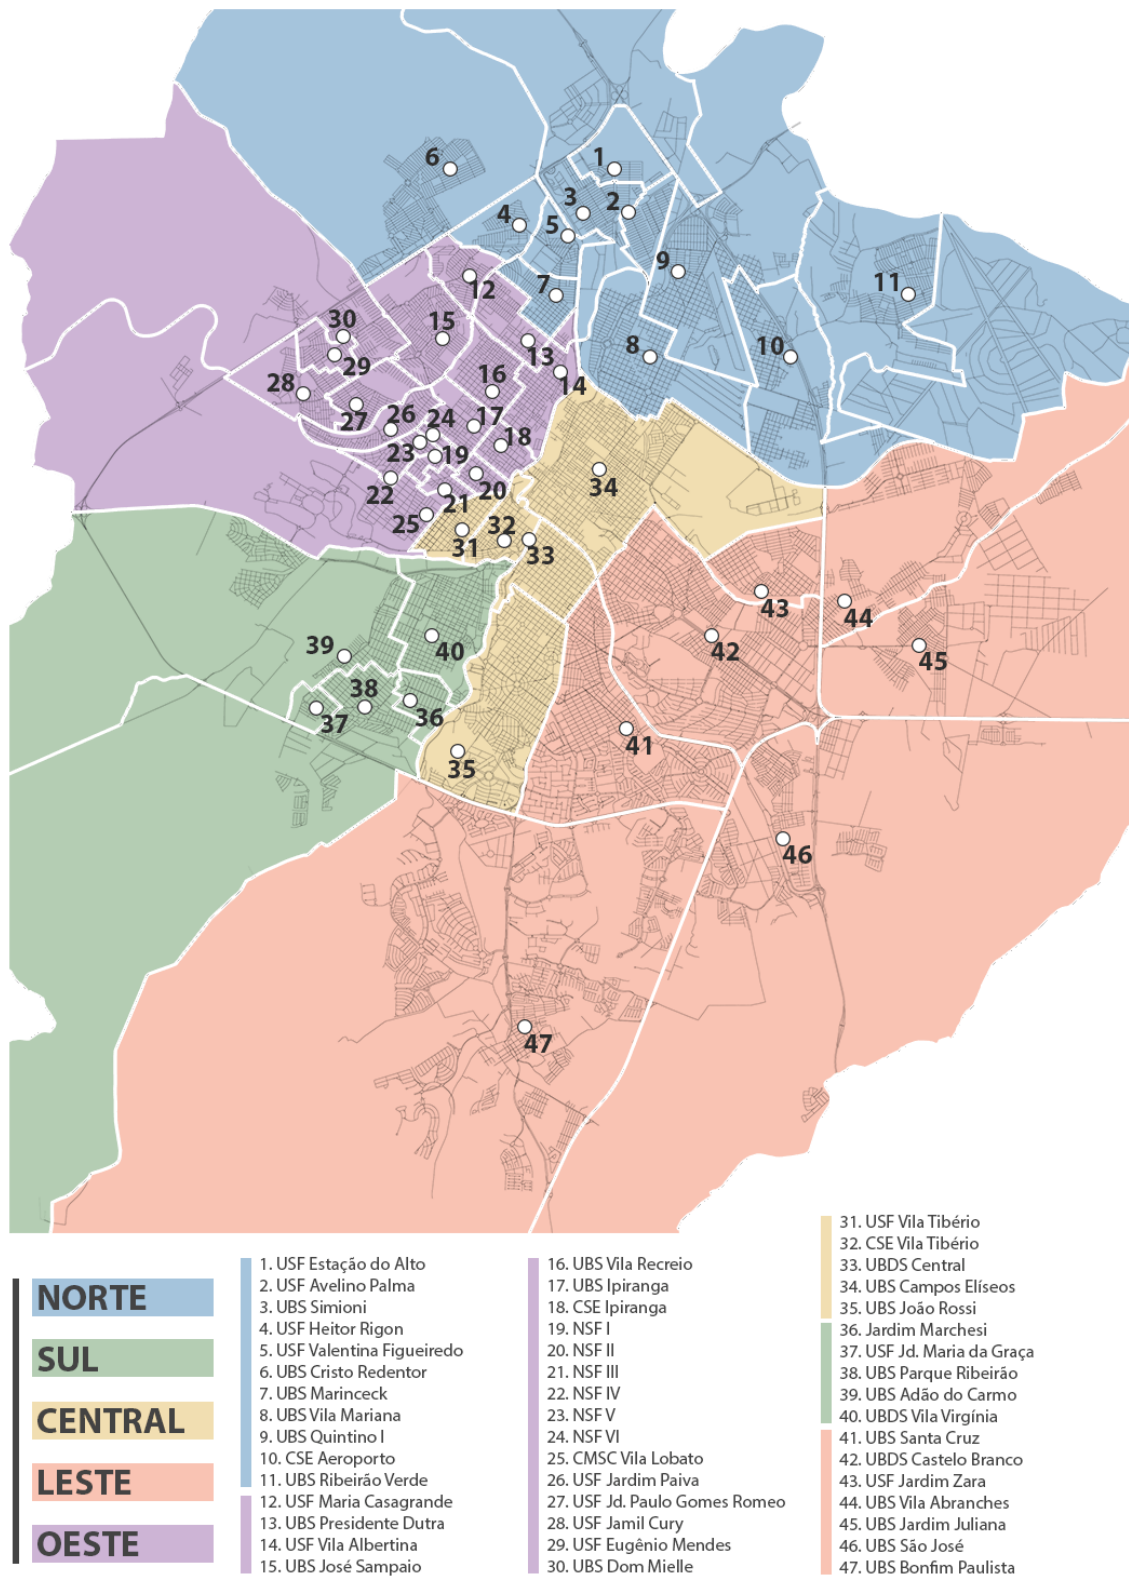 1
2
3
4
5
6
7
8
9
10
11
12
13
14
15
16
17
18
19
20
21
22
23
24
25
26
27
28
29
30
31
32
33
34
35
36
37
38
39
40
41
42
43
44
45
46
47
NORTE
SUL
CENTRAL
LESTE
OESTE
1. USF Estação do Alto
2. USF Avelino Palma
3. UBS Simioni
4. USF Heitor Rigon
5. USF Valentina Figueiredo
6. UBS Cristo Redentor
7. UBS Marinceck
8. UBS Vila Mariana
9. UBS Quintino I
10. CSE Aeroporto
11. UBS Ribeirão Verde
12. USF Maria Casagrande
13. UBS Presidente Dutra
14. USF Vila Albertina
15. UBS José Sampaio
16. UBS Vila Recreio
17. UBS Ipiranga
18. CSE Ipiranga
19. NSF I
20. NSF II
21. NSF III
22. NSF IV
23. NSF V
24. NSF VI
25. CMSC Vila Lobato
26. USF Jardim Paiva
27. USF Jd. Paulo Gomes Romeo
28. USF Jamil Cury
29. USF Eugênio Mendes
30. UBS Dom Mielle
31. USF Vila Tibério
32. CSE Vila Tibério
33. UBDS Central
34. UBS Campos Elíseos
35. UBS João Rossi
36. Jardim Marchesi
37. USF Jd. Maria da Graça
38. UBS Parque Ribeirão
39. UBS Adão do Carmo
40. UBDS Vila Virgínia
41. UBS Santa Cruz
42. UBDS Castelo Branco
43. USF Jardim Zara
44. UBS Vila Abranches
45. UBS Jardim Juliana
46. UBS São José
47. UBS Bonfim Paulista